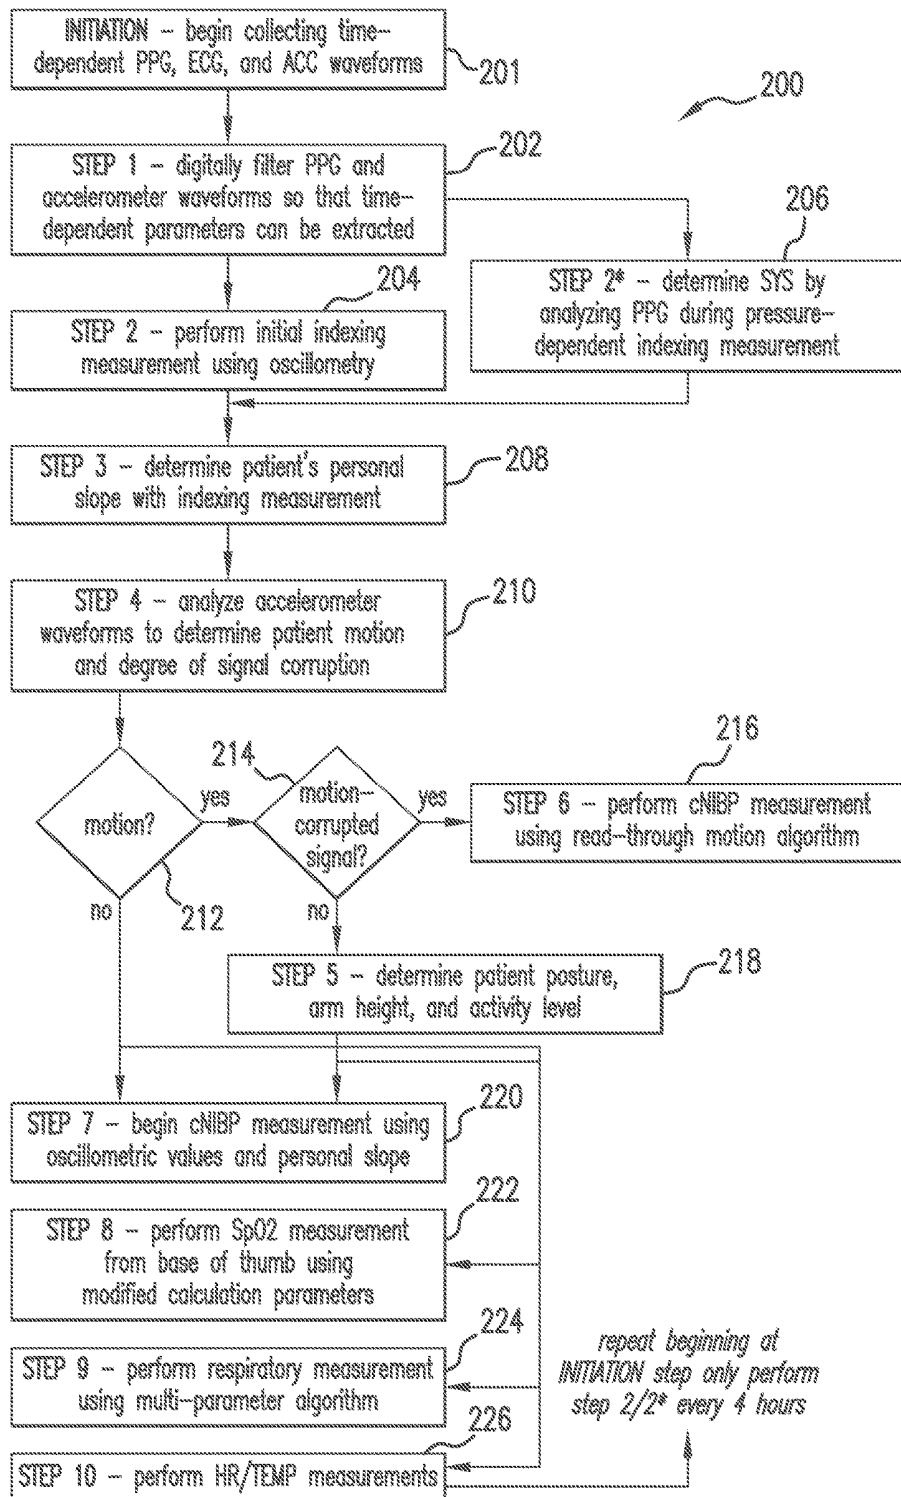 INITIATION – begin collecting time-
dependent PPG, ECG, and ACC waveforms
201
200
STEP 1 – digitally filter PPG and
accelerometer waveforms so that time-
dependent parameters can be extracted
202
206
STEP 2* – determine SYS by
analyzing PPG during pressure-
dependent indexing measurement
204
STEP 2 – perform initial indexing
measurement using oscillometry
STEP 3 – determine patient's personal
slope with indexing measurement
208
STEP 4 – analyze accelerometer
waveforms to determine patient motion
and degree of signal corruption
210
motion?
yes
no
212
214
motion–
corrupted
signal?
yes
no
216
STEP 6 – perform cNIBP measurement
using read–through motion algorithm
STEP 5 – determine patient posture,
arm height, and activity level
218
STEP 7 – begin cNIBP measurement using
oscillometric values and personal slope
220
STEP 8 – perform SpO2 measurement
from base of thumb using
modified calculation parameters
222
STEP 9 – perform respiratory measurement
using multi–parameter algorithm
224
STEP 10 – perform HR/TEMP measurements
226
repeat beginning at
INITIATION step only perform
step 2/2* every 4 hours